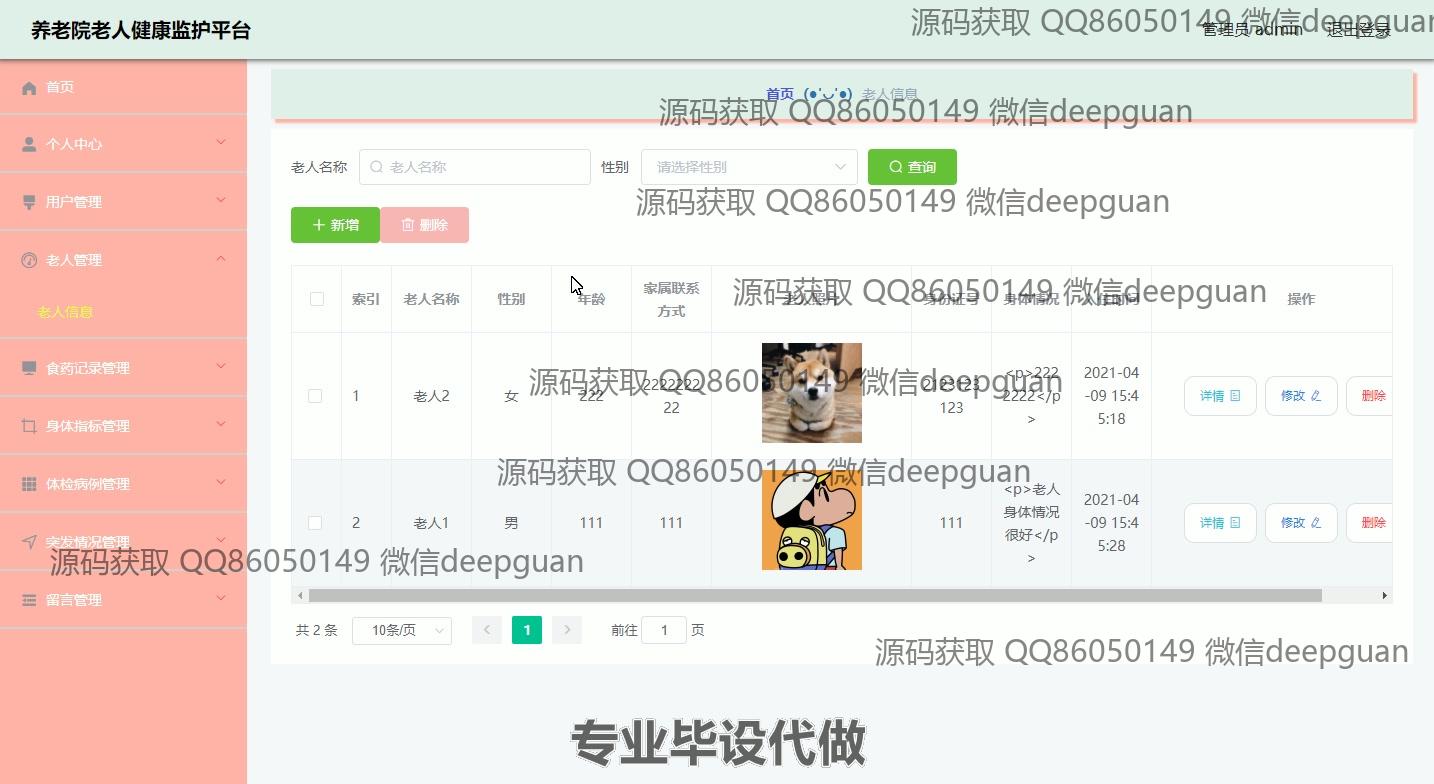 养老院老人健康监护平台
管理员 admin
退出登录
源码获取 QQ86050149 微信deepguan
首页 (●'◡'●) 老人信息
源码获取 QQ86050149 微信deepguan
首页
个人中心
用户管理
老人管理
老人信息
食药记录管理
身体指标管理
体检病例管理
突发情况管理
留言管理
老人名称 老人名称 性别 请选择性别 查询
源码获取 QQ86050149 微信deepguan
新增 删除
索引 老人名称 性别 年龄 家属联系方式 老人照片 身份证号 身体情况 入住时间 操作
源码获取 QQ86050149 微信deepguan
1 老人2 女 222 222222222 2123123123 <p>2222222</p> 2021-04-09 15:45:18 详情 修改 删除
源码获取 QQ86050149 微信deepguan
源码获取 QQ86050149 微信deepguan
2 老人1 男 111 111 111 <p>老人身体情况很好</p> 2021-04-09 15:45:28 详情 修改 删除
源码获取 QQ86050149 微信deepguan
共 2 条 10条/页 1 前往 1 页
源码获取 QQ86050149 微信deepguan
专业毕设代做